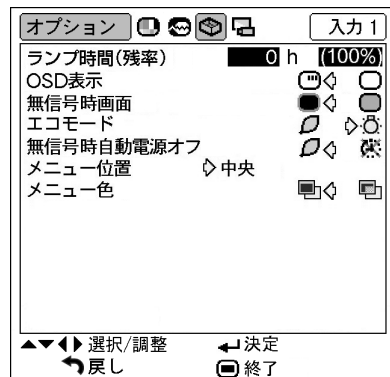 オプション 入力1
ランプ時間(残率) 0 h (100%)
OSD表示
無信号時画面
エコモード
無信号時自動電源オフ
メニュー位置 中央
メニュー色
選択/調整 決定
戻し 終了